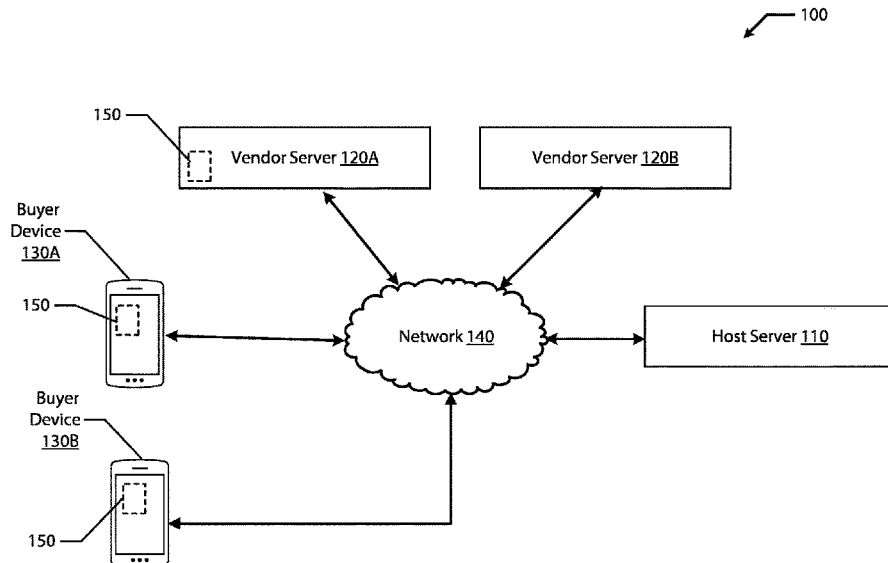 100
150
Vendor Server 120A
Vendor Server 120B
Buyer
Device
130A
150
Network 140
Host Server 110
Buyer
Device
130B
150